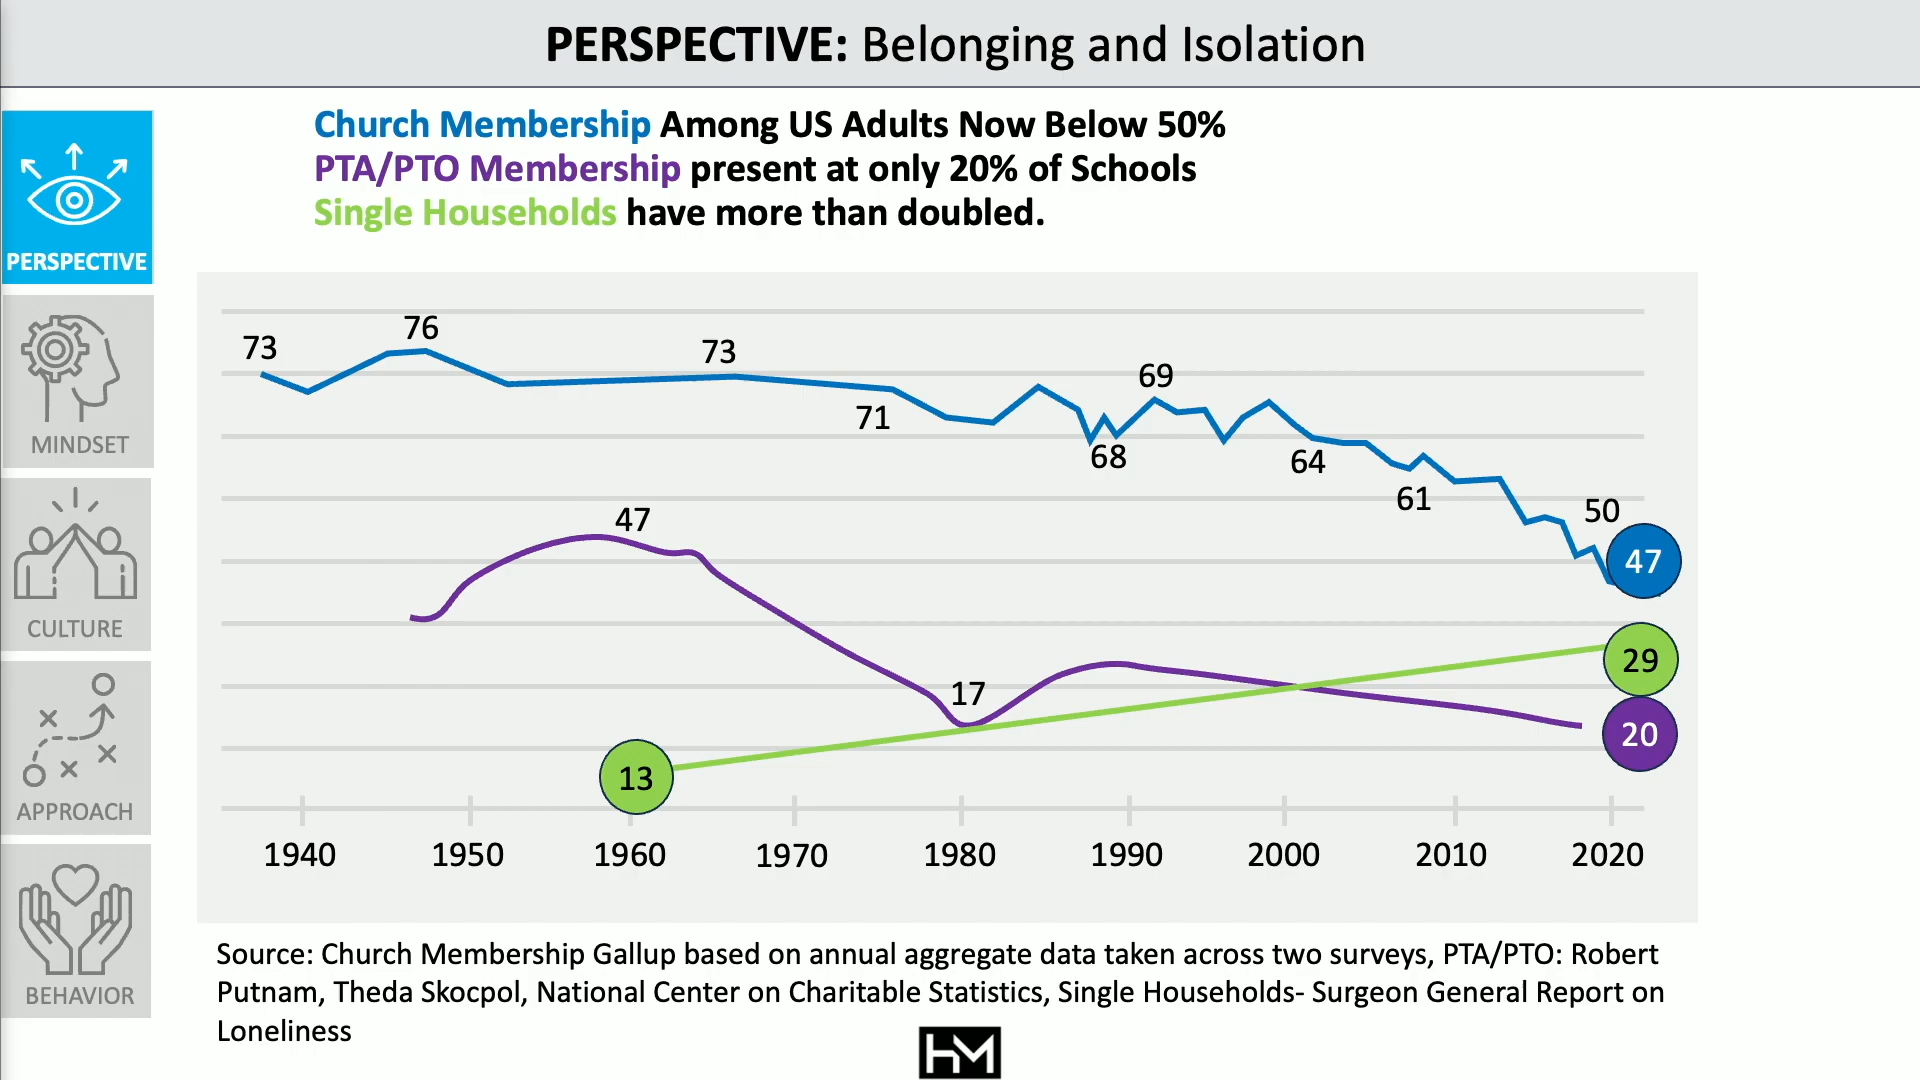 PERSPECTIVE: Belonging and Isolation
Church Membership Among US Adults Now Below 50%
PTA/PTO Membership present at only 20% of Schools
Single Households have more than doubled.
PERSPECTIVE
MINDSET
CULTURE
APPROACH
BEHAVIOR
73
76
73
71
68
69
64
61
50
47
47
17
29
20
13
1940 1950 1960 1970 1980 1990 2000 2010 2020
Source: Church Membership Gallup based on annual aggregate data taken across two surveys, PTA/PTO: Robert
Putnam, Theda Skocpol, National Center on Charitable Statistics, Single Households- Surgeon General Report on
Loneliness
HM